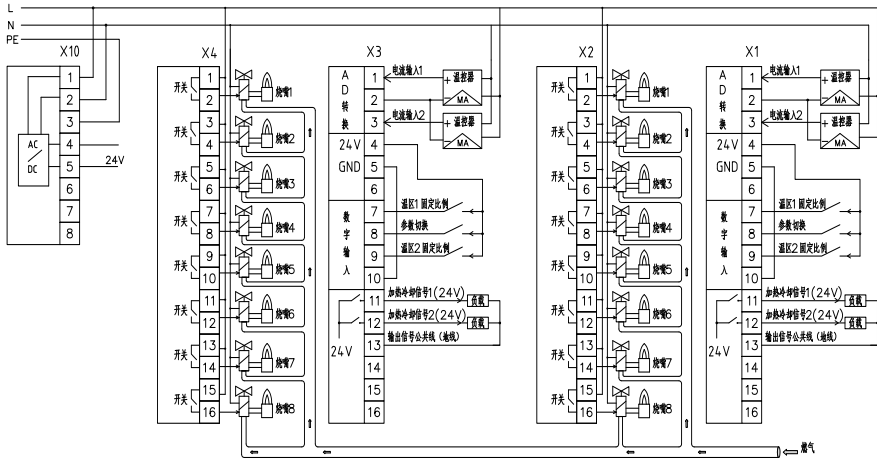 L
N
PE
X10
1
2
3
4
5
6
7
8
AC
DC
24V
X4
开关
开关
开关
开关
开关
开关
开关
开关
1
2
3
4
5
6
7
8
9
10
11
12
13
14
15
16
烧嘴1
烧嘴2
烧嘴3
烧嘴4
烧嘴5
烧嘴6
烧嘴7
烧嘴8
X3
AD转换
24V
GND
数字输入
24V
1
2
3
4
5
6
7
8
9
10
11
12
13
14
15
16
电流输入1
电流输入2
+ 温控器
MA
+ 温控器
MA
温区1 固定比例
参数切换
温区2 固定比例
加热冷却信号1(24V) 负载
加热冷却信号2(24V) 负载
输出信号公共线（地线）
X2
开关
开关
开关
开关
开关
开关
开关
开关
1
2
3
4
5
6
7
8
9
10
11
12
13
14
15
16
烧嘴1
烧嘴2
烧嘴3
烧嘴4
烧嘴5
烧嘴6
烧嘴7
烧嘴8
X1
AD转换
24V
GND
数字输入
24V
1
2
3
4
5
6
7
8
9
10
11
12
13
14
15
16
电流输入1
电流输入2
+ 温控器
MA
+ 温控器
MA
温区1 固定比例
参数切换
温区2 固定比例
加热冷却信号1(24V) 负载
加热冷却信号2(24V) 负载
输出信号公共线（地线）
燃气